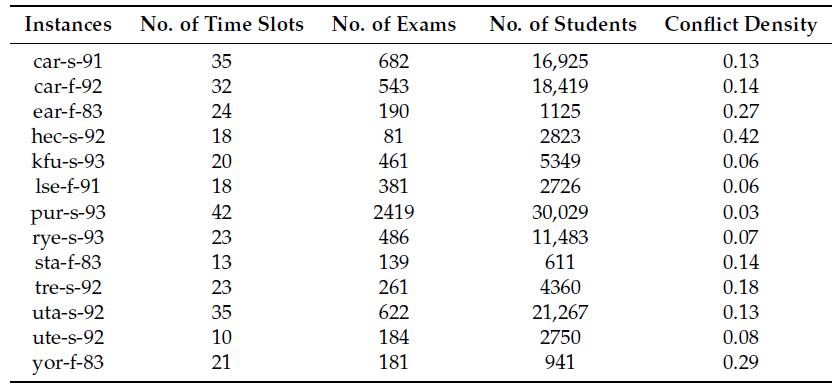 Instances No. of Time Slots No. of Exams No. of Students Conflict Density
car-s-91 35 682 16,925 0.13
car-f-92 32 543 18,419 0.14
ear-f-83 24 190 1125 0.27
hec-s-92 18 81 2823 0.42
kfu-s-93 20 461 5349 0.06
lse-f-91 18 381 2726 0.06
pur-s-93 42 2419 30,029 0.03
rye-s-93 23 486 11,483 0.07
sta-f-83 13 139 611 0.14
tre-s-92 23 261 4360 0.18
uta-s-92 35 622 21,267 0.13
ute-s-92 10 184 2750 0.08
yor-f-83 21 181 941 0.29